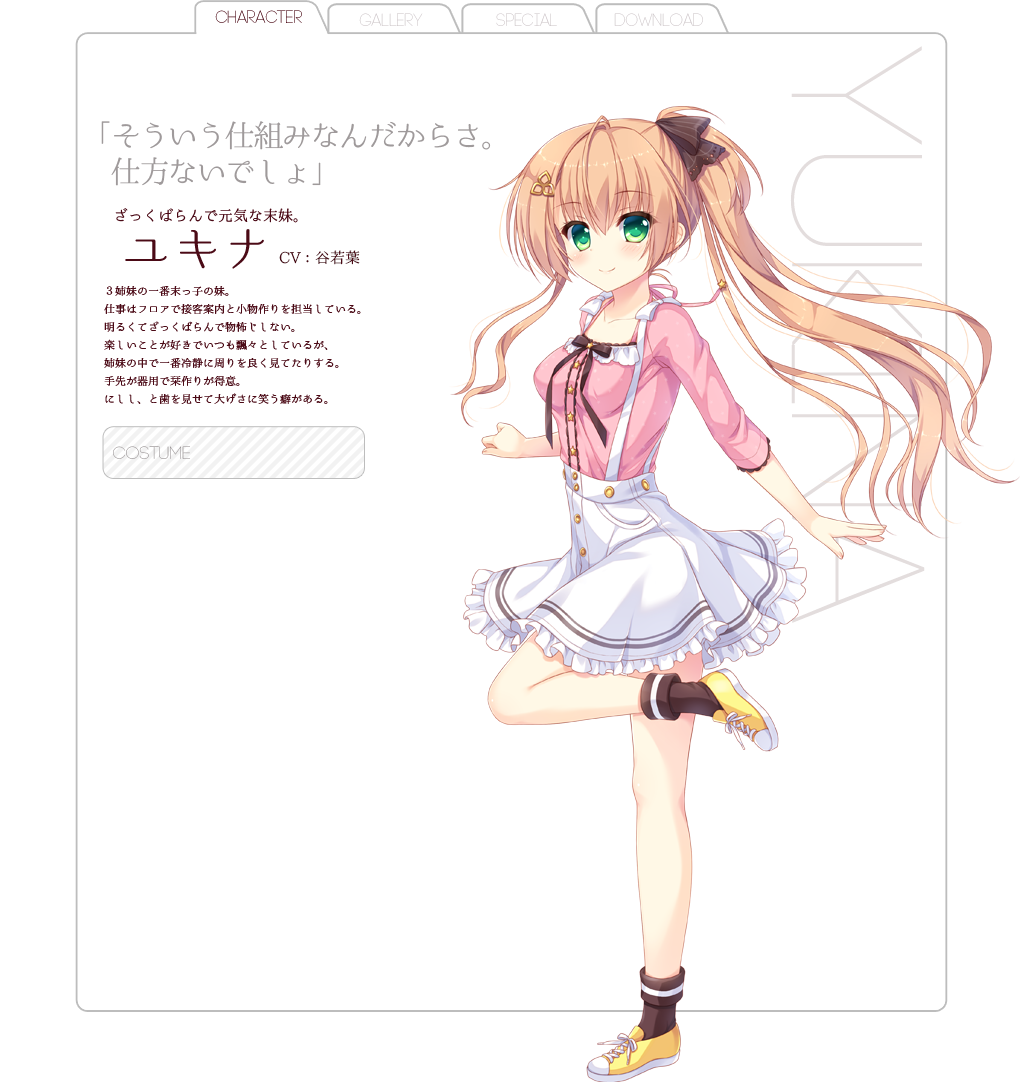 CHARACTER
GALLERY
SPECIAL
DOWNLOAD
「そういう仕組みなんだからさ。
仕方ないでしょ」
ざっくばらんで元気な末妹。
ユキナ CV：谷若葉
３姉妹の一番末っ子の妹。
仕事はフロアで接客案内と小物作りを担当している。
明るくてざっくばらんで物怖じしない。
楽しいことが好きでいつも飄々としているが、
姉妹の中で一番冷静に周りを良く見てたりする。
手先が器用で栞作りが得意。
にしし、と歯を見せて大げさに笑う癖がある。
COSTUME
YUKINA